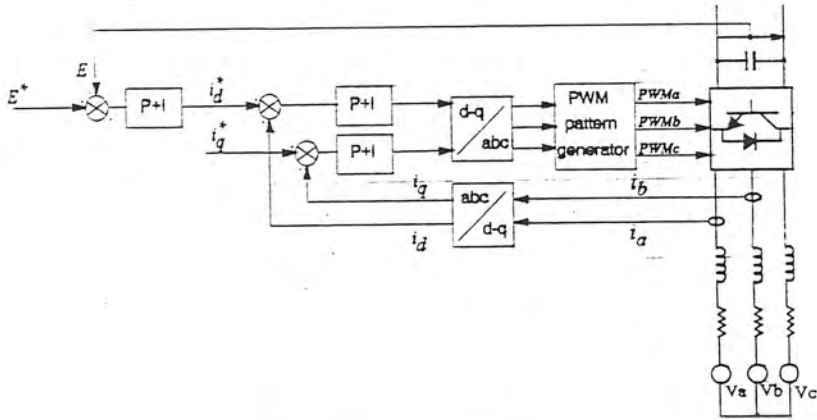 E
E*
P+I
i*d
P+I
d-q
abc
PWM
pattern
generator
PWMa
PWMb
PWMc
i*q
P+I
iq
id
abc
d-q
ib
ia
Va
Vb
Vc